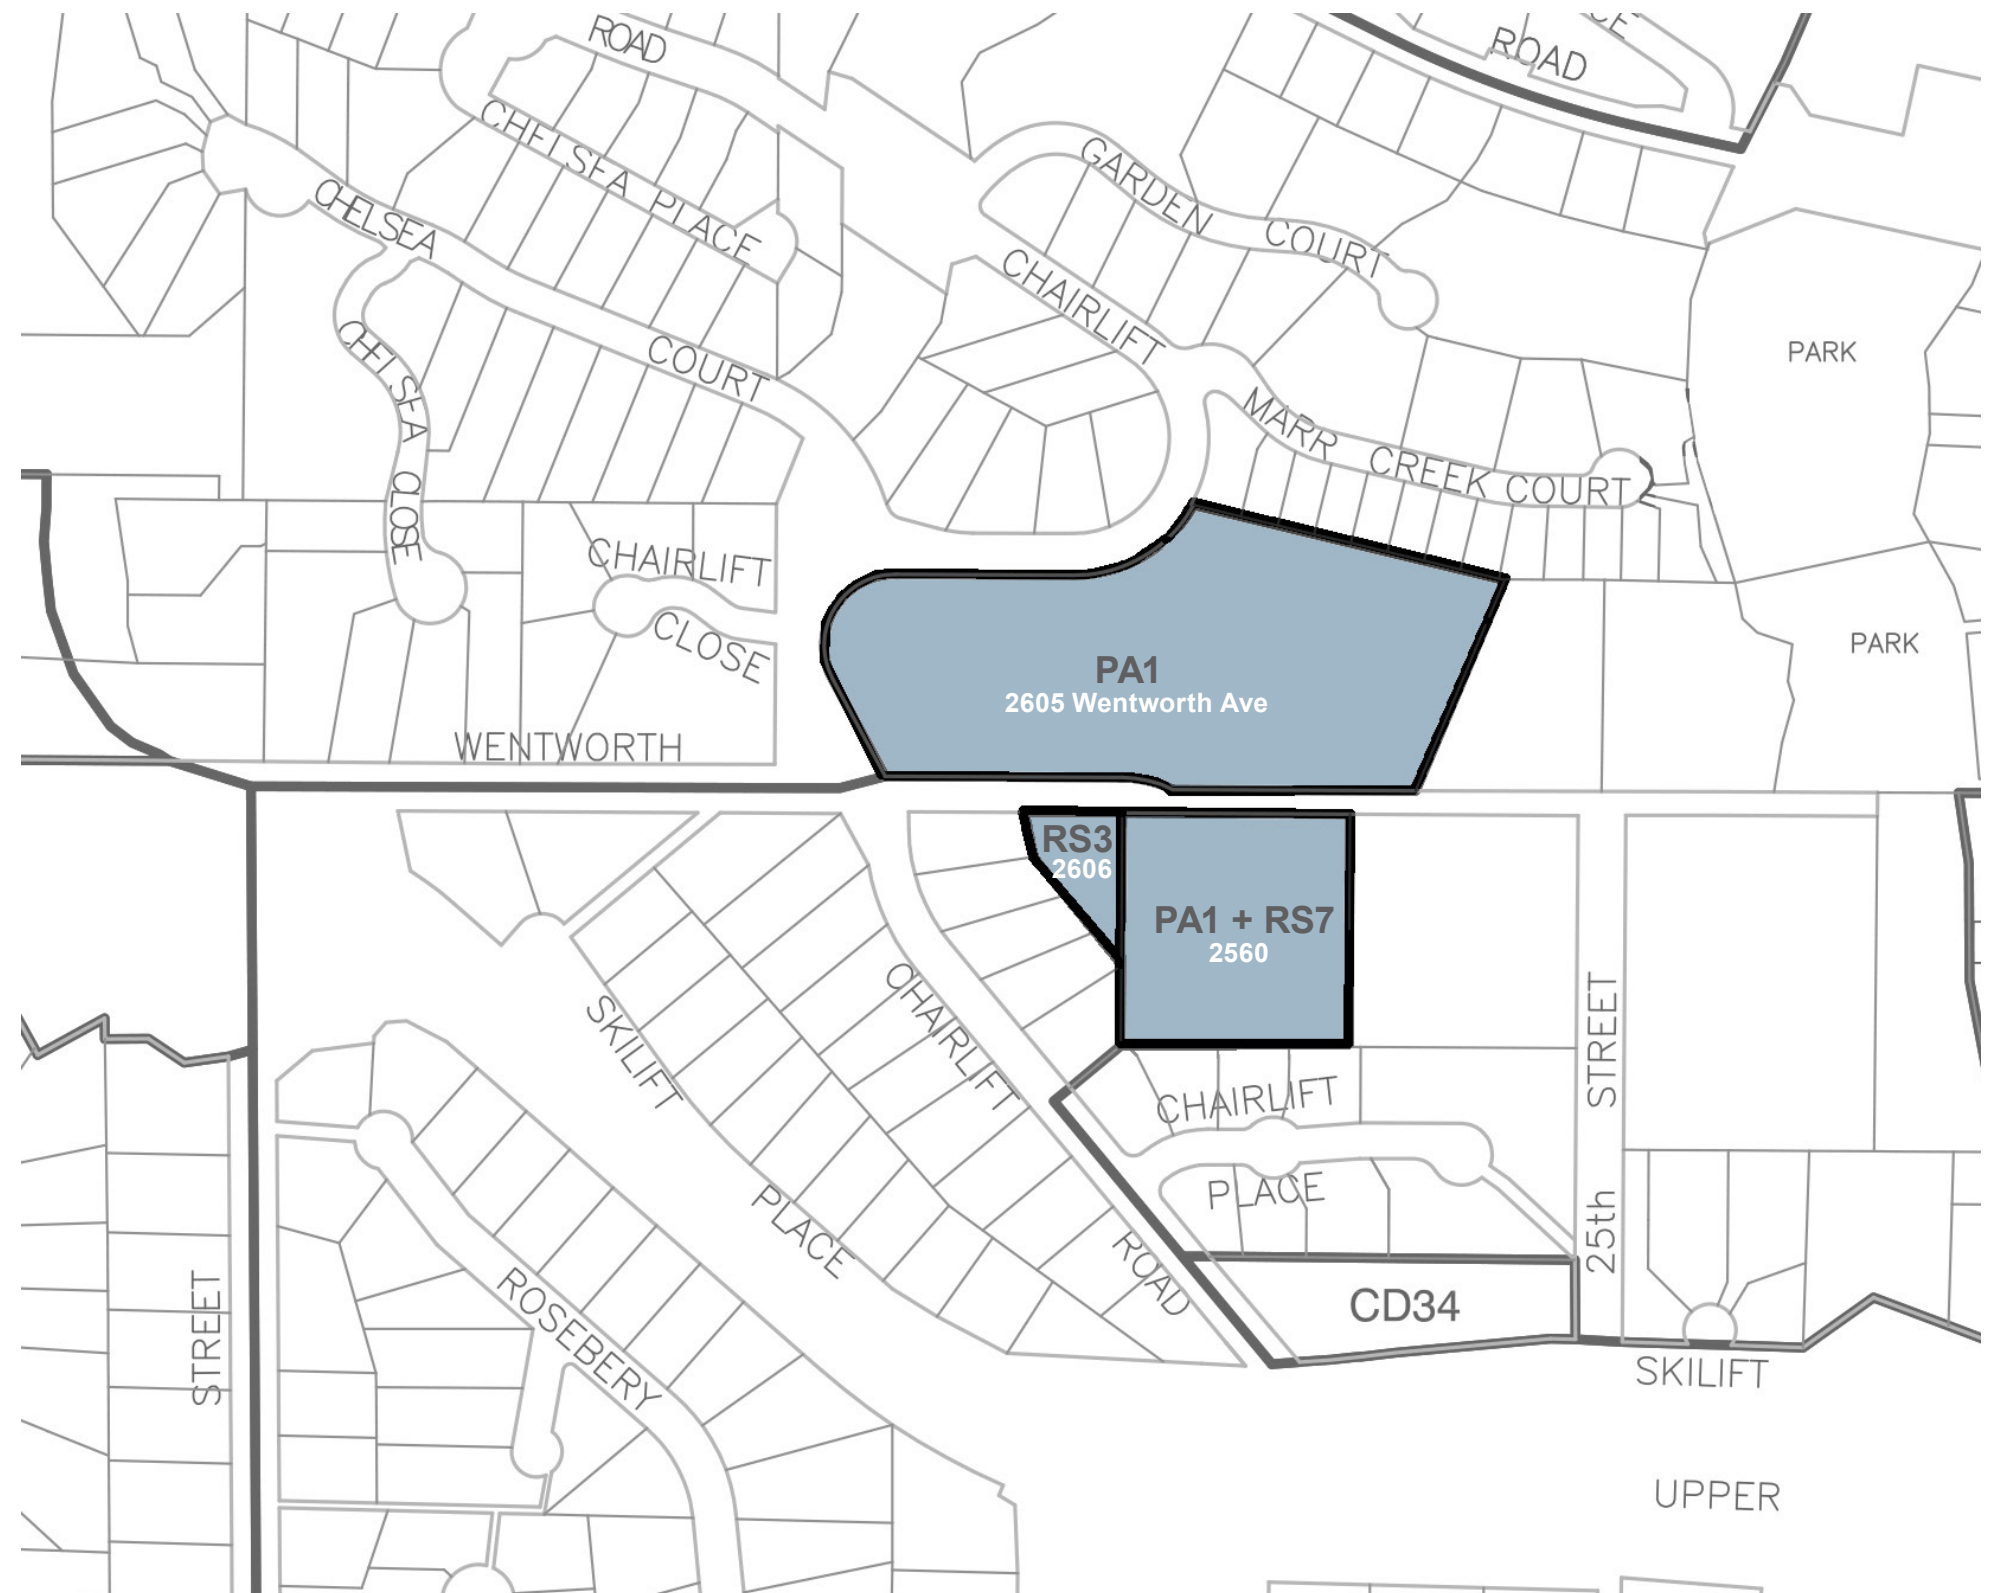 ROAD
CE
ROAD
CHELSEA PLACE
GARDEN COURT
CHELSEA COURT
CHAIRLIFT
CHELSEA CLOSE
PARK
MARR CREEK COURT
CHAIRLIFT
CLOSE
PARK
PA1
2605 Wentworth Ave
WENTWORTH
RS3
2606
PA1 + RS7
2560
SKILIFT PLACE
CHAIRLIFT ROAD
25th STREET
CHAIRLIFT
PLACE
STREET
ROSEBERY
CD34
SKILIFT
UPPER